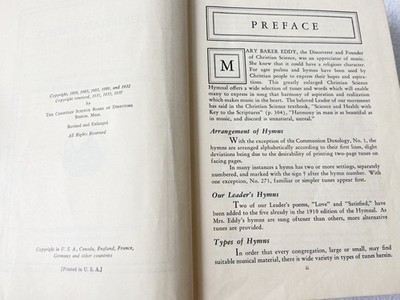 Copyright, 1898, 1903, 1905, 1909, and 1932
Copyright renewed, 1932, 1933, 1937
By
THE CHRISTIAN SCIENCE BOARD OF DIRECTORS
BOSTON, MASS.
Revised and Enlarged
All Rights Reserved
Copyright in U. S. A., Canada, England, France,
Germany and other countries
[Printed in U. S. A.]
PREFACE
MARY BAKER EDDY, the Discoverer and Founder
of Christian Science, was an appreciator of music.
She knew that it could have a religious character.
For ages psalms and hymns have been used by
Christian people to express their hopes and aspira-
tions. This greatly enlarged Christian Science
Hymnal offers a wide selection of tunes and words which will enable
many to express in song that harmony of aspiration and realization
which makes music in the heart. The beloved Leader of our movement
has said in the Christian Science textbook, "Science and Health with
Key to the Scriptures" (p. 304), "Harmony in man is as beautiful as
in music, and discord is unnatural, unreal."
Arrangement of Hymns
With the exception of the Communion Doxology, No. 1, the
hymns are arranged alphabetically according to their first lines, slight
deviations being due to the desirability of printing two-page tunes on
facing pages.
In many instances a hymn has two or more settings, separately
numbered, and marked with the sign ¶ after the hymn number. With
one exception, No. 271, familiar or simpler tunes appear first.
Our Leader's Hymns
Two of our Leader's poems, "Love" and "Satisfied," have
been added to the five already in the 1910 edition of the Hymnal. As
Mrs. Eddy's hymns are sung oftener than others, more alternative
tunes are provided.
Types of Hymns
In order that every congregation, large or small, may find
suitable musical material, there is wide variety in types of tunes herein.
iii